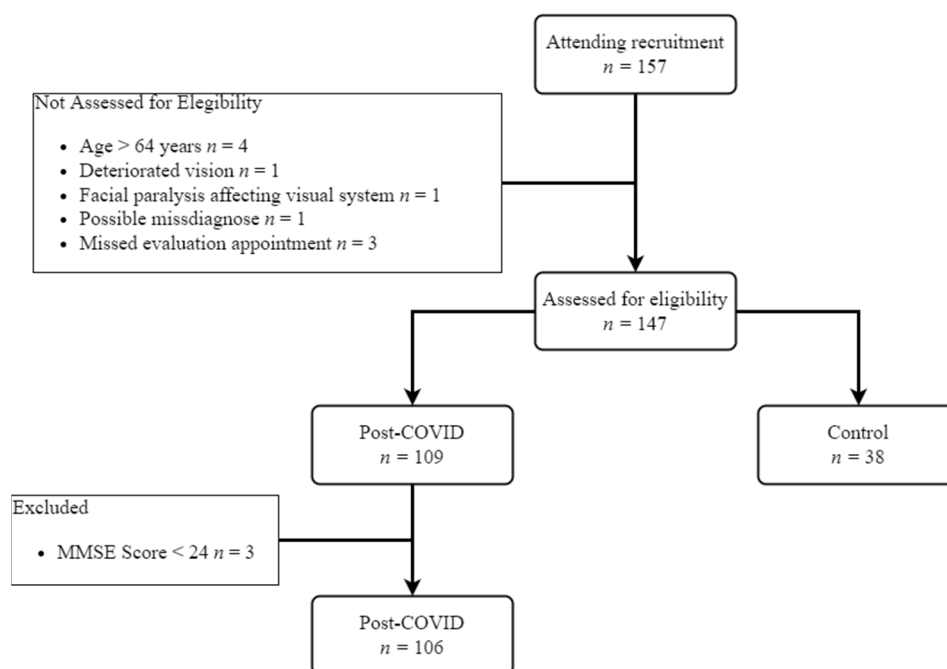 Attending recruitment
n = 157
Not Assessed for Elegibility
• Age > 64 years n = 4
• Deteriorated vision n = 1
• Facial paralysis affecting visual system n = 1
• Possible missdiagnose n = 1
• Missed evaluation appointment n = 3
Assessed for eligibility
n = 147
Post-COVID
n = 109
Control
n = 38
Excluded
• MMSE Score < 24 n = 3
Post-COVID
n = 106